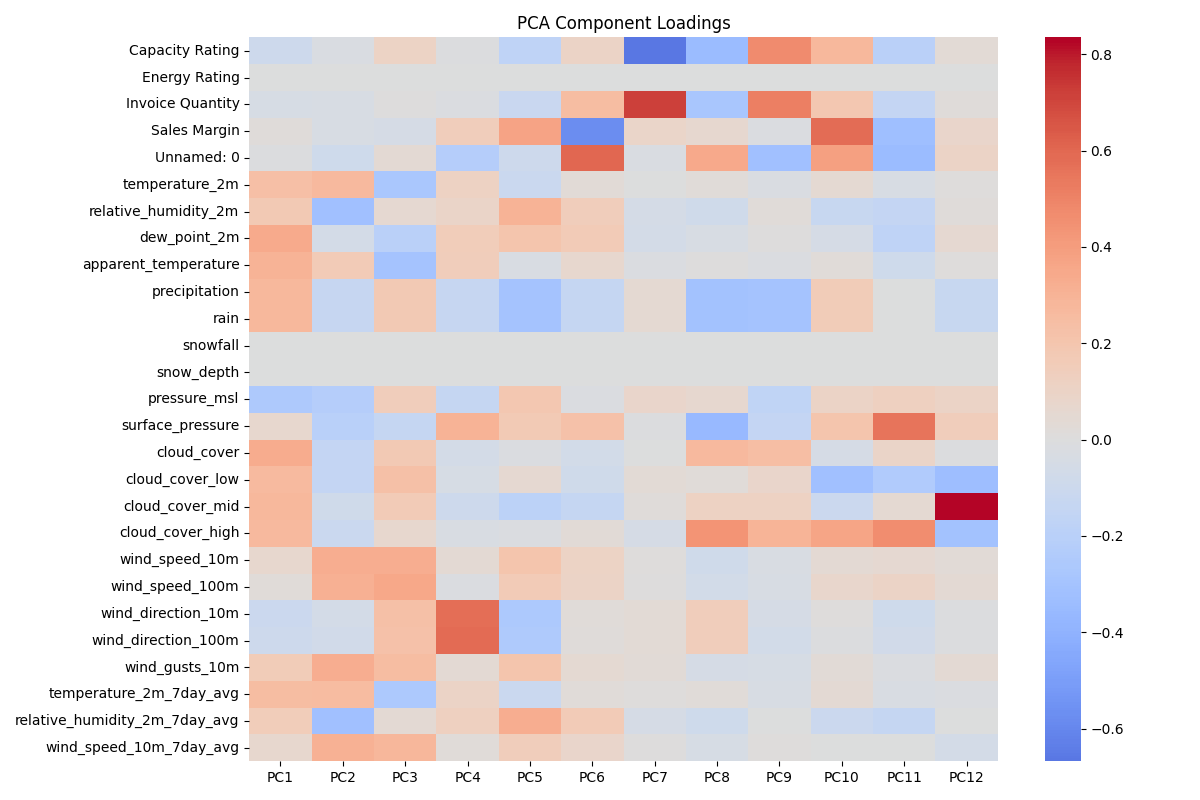 PCA Component Loadings
Capacity Rating
Energy Rating
Invoice Quantity
Sales Margin
Unnamed: 0
temperature_2m
relative_humidity_2m
dew_point_2m
apparent_temperature
precipitation
rain
snowfall
snow_depth
pressure_msl
surface_pressure
cloud_cover
cloud_cover_low
cloud_cover_mid
cloud_cover_high
wind_speed_10m
wind_speed_100m
wind_direction_10m
wind_direction_100m
wind_gusts_10m
temperature_2m_7day_avg
relative_humidity_2m_7day_avg
wind_speed_10m_7day_avg
PC1 PC2 PC3 PC4 PC5 PC6 PC7 PC8 PC9 PC10 PC11 PC12
0.8
0.6
0.4
0.2
0.0
−0.2
−0.4
−0.6